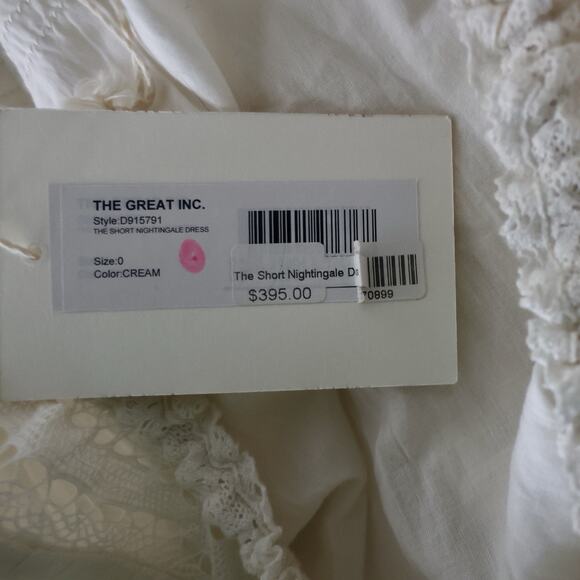 THE GREAT INC.
Style:D915791
THE SHORT NIGHTINGALE DRESS
Size:0
Color:CREAM
The Short Nightingale
$395.00
70899